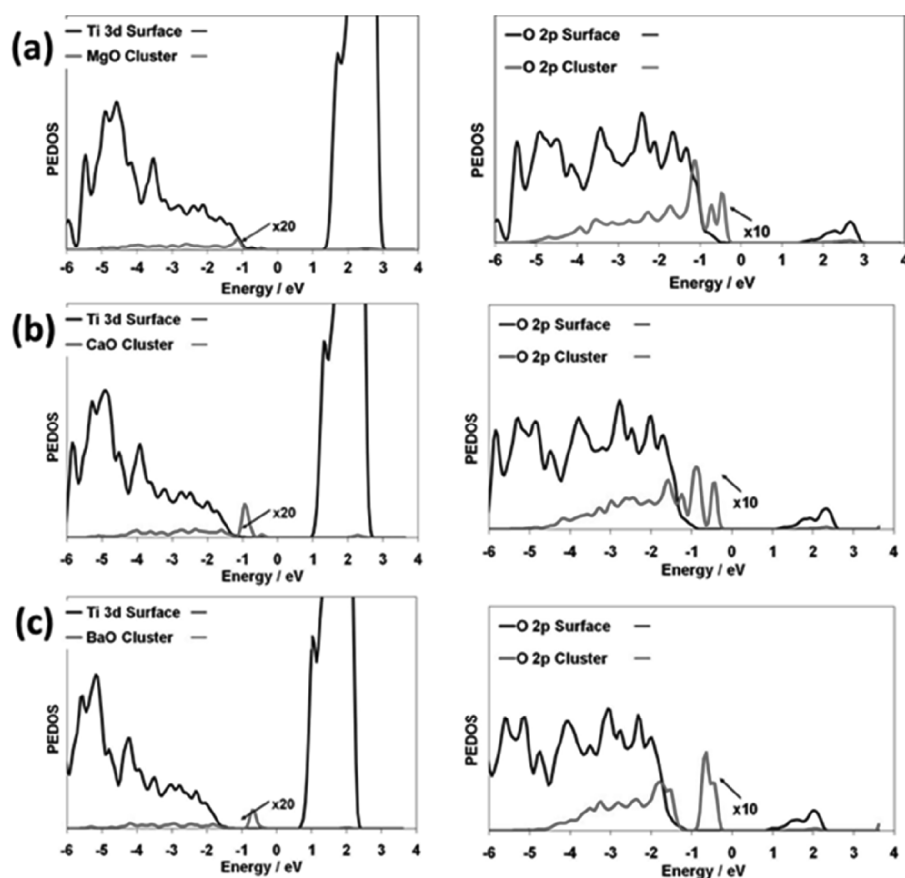 (a)
Ti 3d Surface —
MgO Cluster —
PEDOS
x20
-6 -5 -4 -3 -2 -1 0 1 2 3 4
Energy / eV
O 2p Surface —
O 2p Cluster —
PEDOS
x10
-6 -5 -4 -3 -2 -1 0 1 2 3 4
Energy / eV
(b)
Ti 3d Surface —
CaO Cluster —
PEDOS
x20
-6 -5 -4 -3 -2 -1 0 1 2 3 4
Energy / eV
O 2p Surface —
O 2p Cluster —
PEDOS
x10
-6 -5 -4 -3 -2 -1 0 1 2 3 4
Energy / eV
(c)
Ti 3d Surface —
BaO Cluster —
PEDOS
x20
-6 -5 -4 -3 -2 -1 0 1 2 3 4
Energy / eV
O 2p Surface —
O 2p Cluster —
PEDOS
x10
-6 -5 -4 -3 -2 -1 0 1 2 3 4
Energy / eV